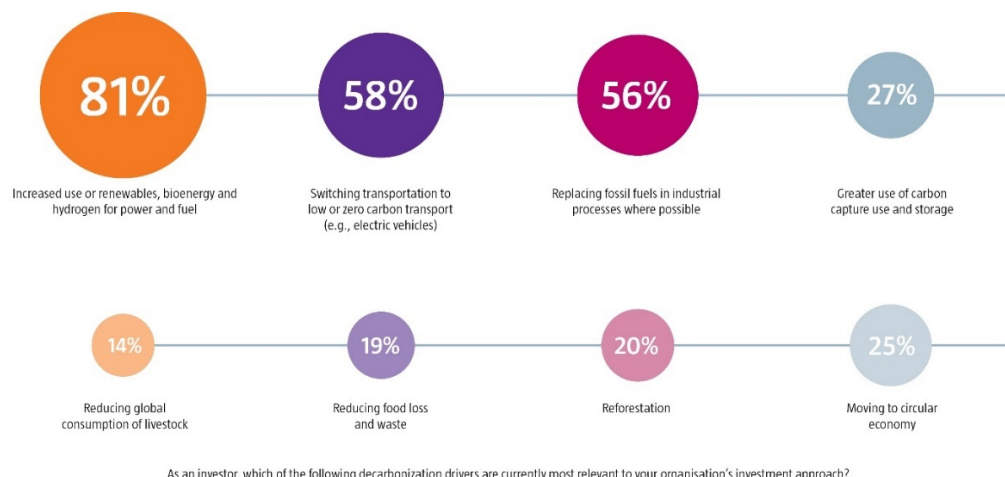 81%
58%
56%
27%
Increased use or renewables, bioenergy and
hydrogen for power and fuel
Switching transportation to
low or zero carbon transport
(e.g., electric vehicles)
Replacing fossil fuels in industrial
processes where possible
Greater use of carbon
capture use and storage
14%
19%
20%
25%
Reducing global
consumption of livestock
Reducing food loss
and waste
Reforestation
Moving to circular
economy
As an investor, which of the following decarbonization drivers are currently most relevant to your organisation's investment approach?